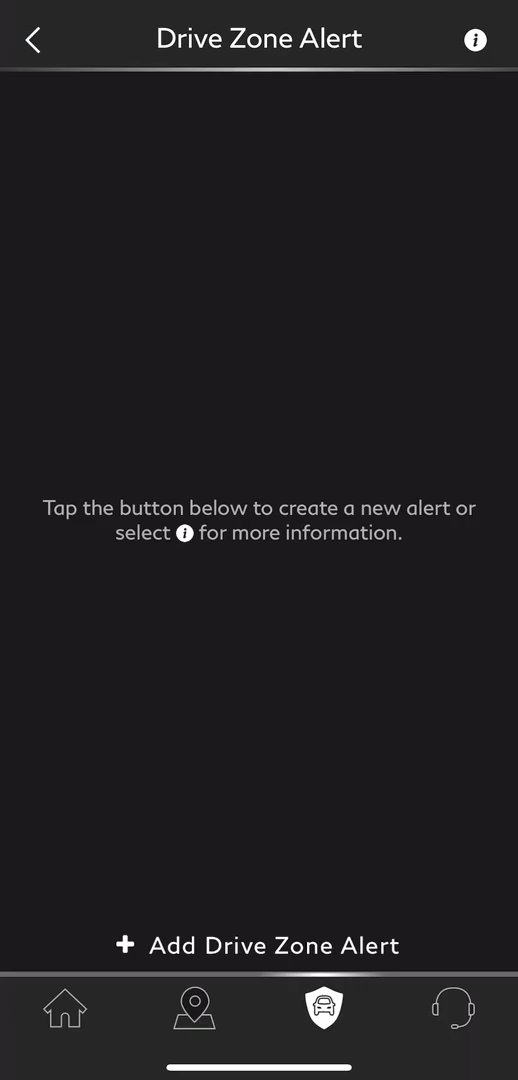 Drive Zone Alert
Tap the button below to create a new alert or
select i for more information.
+ Add Drive Zone Alert